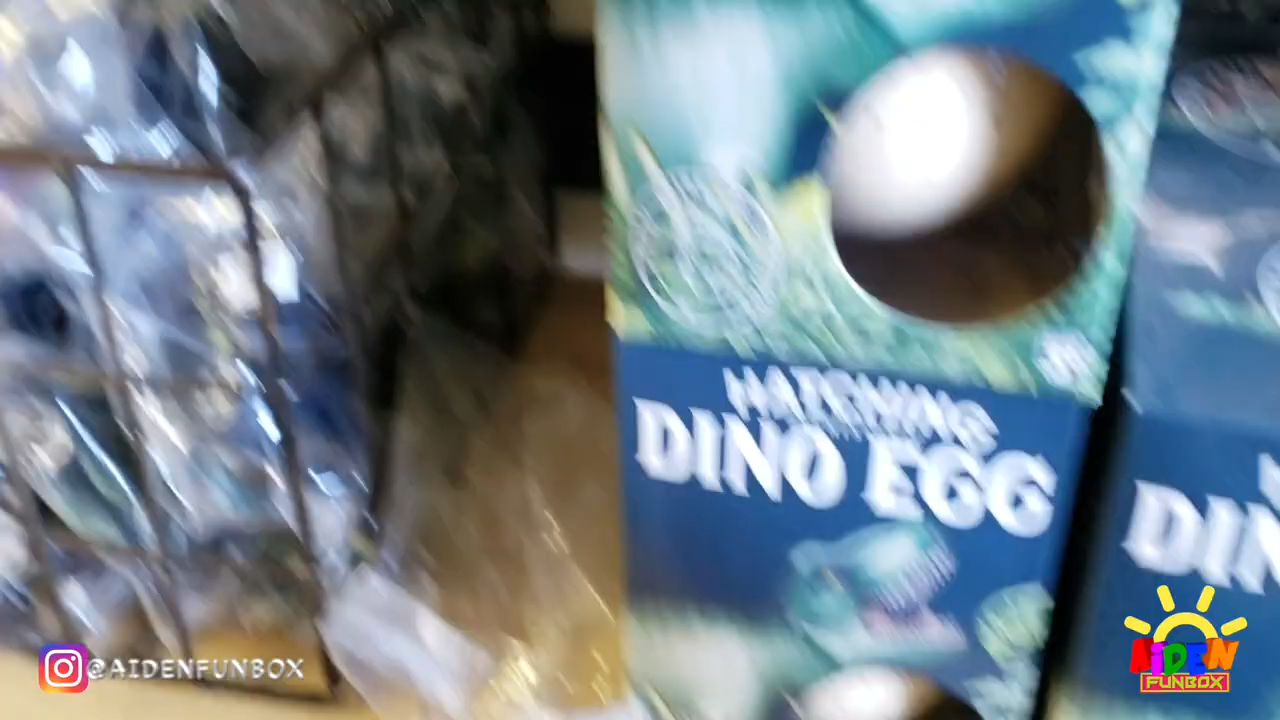 HATCHING
DINO EGG
DIN
@AIDENFUNBOX
AiDEN
FUNBOX